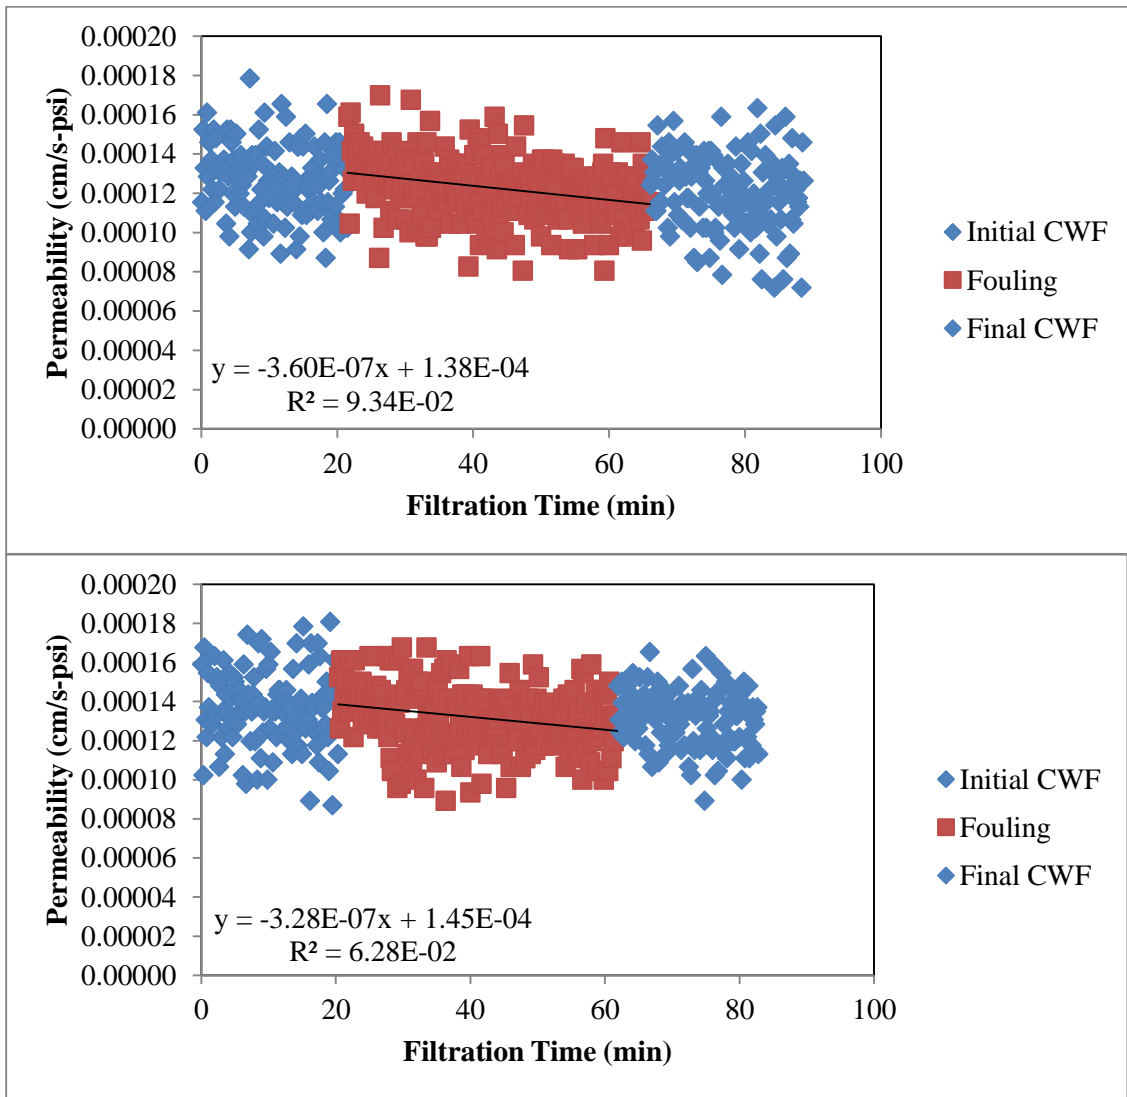 0.00020
0.00018
0.00016
0.00014
0.00012
0.00010
0.00008
0.00006
0.00004
0.00002
0.00000
Permeability (cm/s-psi)
y = -3.60E-07x + 1.38E-04
R² = 9.34E-02
0 20 40 60 80 100
Filtration Time (min)
Initial CWF
Fouling
Final CWF
0.00020
0.00018
0.00016
0.00014
0.00012
0.00010
0.00008
0.00006
0.00004
0.00002
0.00000
Permeability (cm/s-psi)
y = -3.28E-07x + 1.45E-04
R² = 6.28E-02
0 20 40 60 80 100
Filtration Time (min)
Initial CWF
Fouling
Final CWF